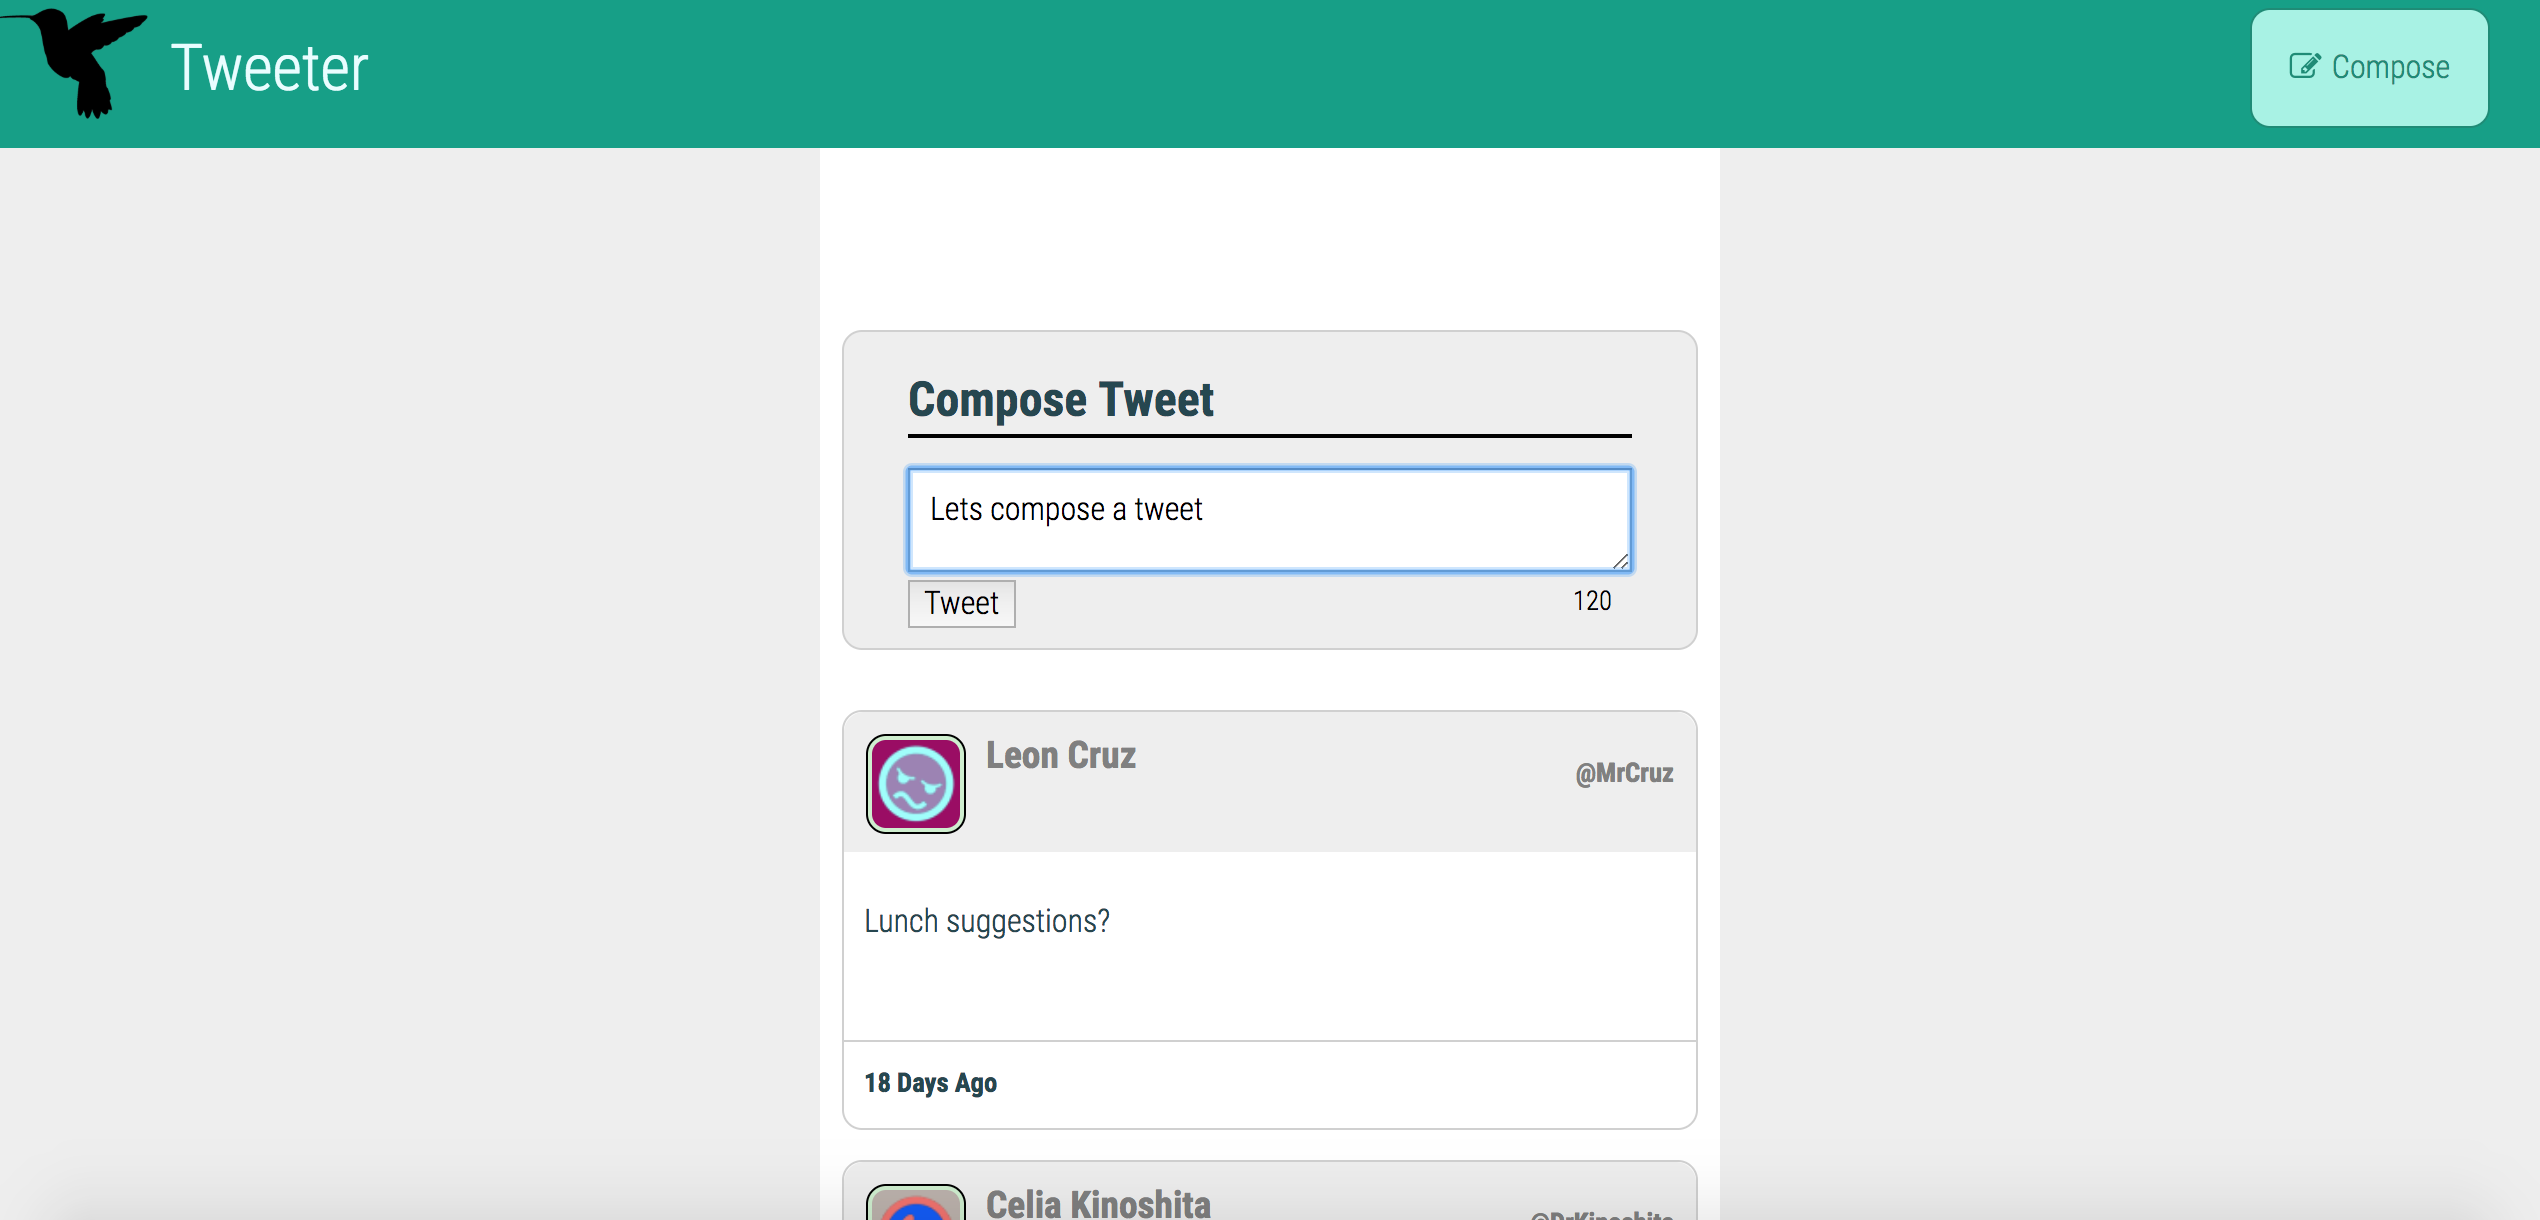 Tweeter
Compose
Compose Tweet
Lets compose a tweet
Tweet
120
Leon Cruz
@MrCruz
Lunch suggestions?
18 Days Ago
Celia Kinoshita
@DrKinoshita